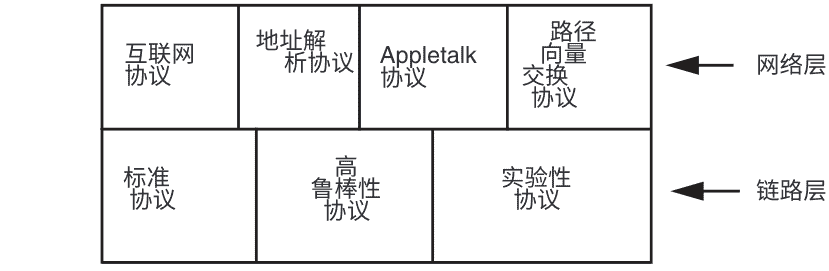 互联网
协议
地址解
析协议
Appletalk
协议
路径
向量
交换
协议
网络层
标准
协议
高
鲁棒性
协议
实验性
协议
链路层